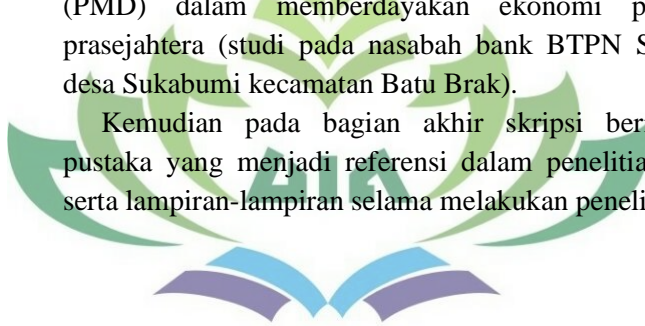 (PMD) dalam memberdayakan ekonomi
prasejahtera (studi pada nasabah bank BTPN
desa Sukabumi kecamatan Batu Brak).
Kemudian pada bagian akhir skripsi
pustaka yang menjadi referensi dalam
serta lampiran-lampiran selama melakukan